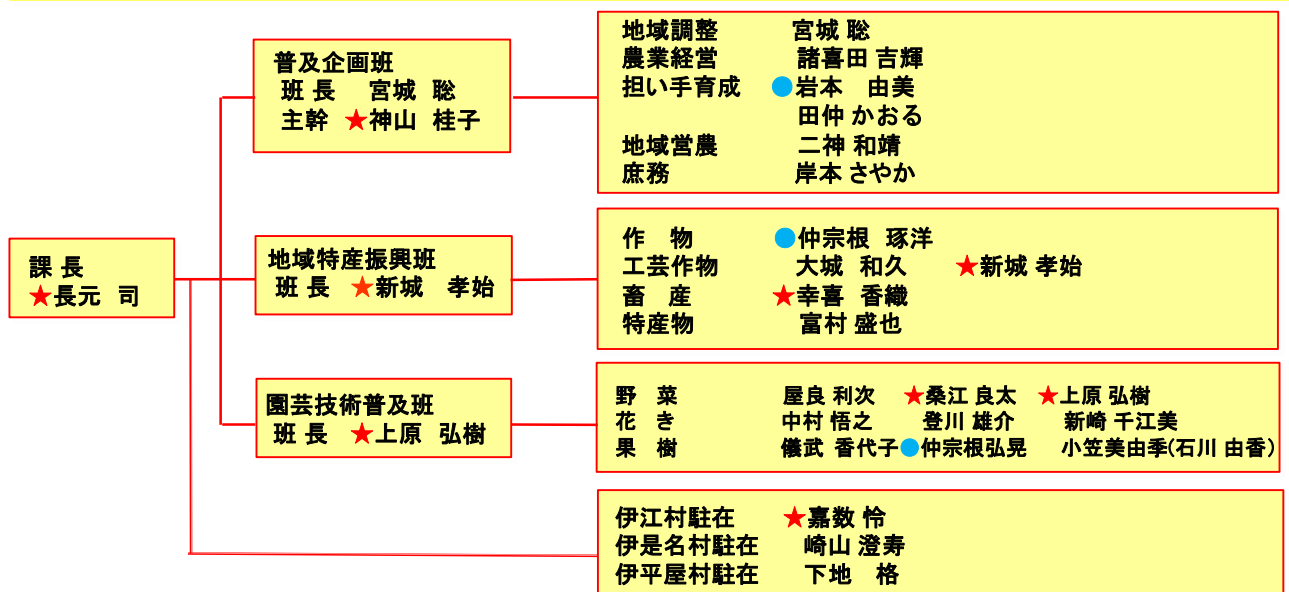 課 長
★長元 司
普及企画班
班 長 宮城 聡
主幹 ★神山 桂子
地域調整 宮城 聡
農業経営 諸喜田 吉輝
担い手育成 ●岩本 由美
田仲 かおる
地域営農 二神 和靖
庶務 岸本 さやか
地域特産振興班
班 長 ★新城 孝始
作 物 ●仲宗根 琢洋
工芸作物 大城 和久 ★新城 孝始
畜 産 ★幸喜 香織
特産物 富村 盛也
園芸技術普及班
班 長 ★上原 弘樹
野 菜 屋良 利次 ★桑江 良太 ★上原 弘樹
花 き 中村 悟之 登川 雄介 新崎 千江美
果 樹 儀武 香代子 ●仲宗根弘晃 小笠美由季(石川 由香)
伊江村駐在 ★嘉数 怜
伊是名村駐在 崎山 澄寿
伊平屋村駐在 下地 格